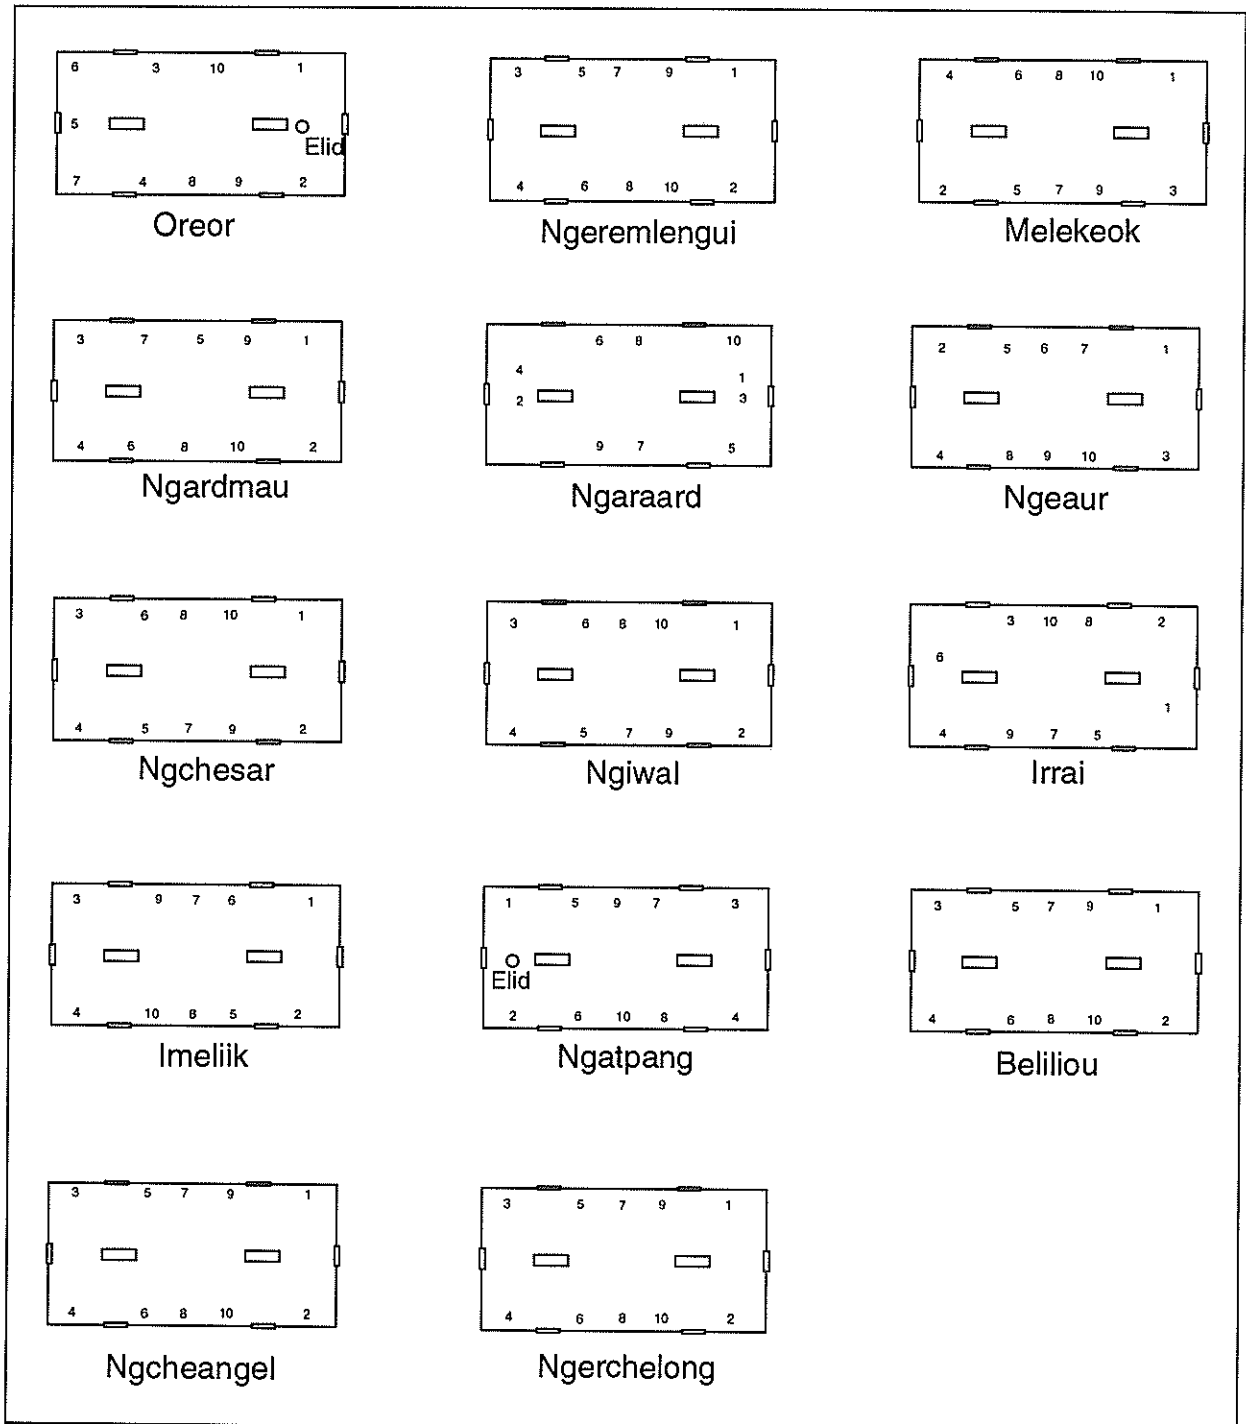 6 3 10 1
5
Elid
7 4 8 9 2
Oreor
3 5 7 9 1
4 6 8 10 2
Ngeremlengui
4 6 8 10 1
2 5 7 9 3
Melekeok
3 7 5 9 1
4 6 8 10 2
Ngardmau
6 8 10
4 1
2 3
9 7 5
Ngaraard
2 5 6 7 1
4 8 9 10 3
Ngeaur
3 6 8 10 1
4 5 7 9 2
Ngchesar
3 6 8 10 1
4 5 7 9 2
Ngiwal
3 10 8 2
6
1
4 9 7 5
Irrai
3 9 7 6 1
4 10 8 5 2
Imeliik
1 5 9 7 3
Elid
2 6 10 8 4
Ngatpang
3 5 7 9 1
4 6 8 10 2
Beliliou
3 5 7 9 1
4 6 8 10 2
Ngcheangel
3 5 7 9 1
4 6 8 10 2
Ngerchelong